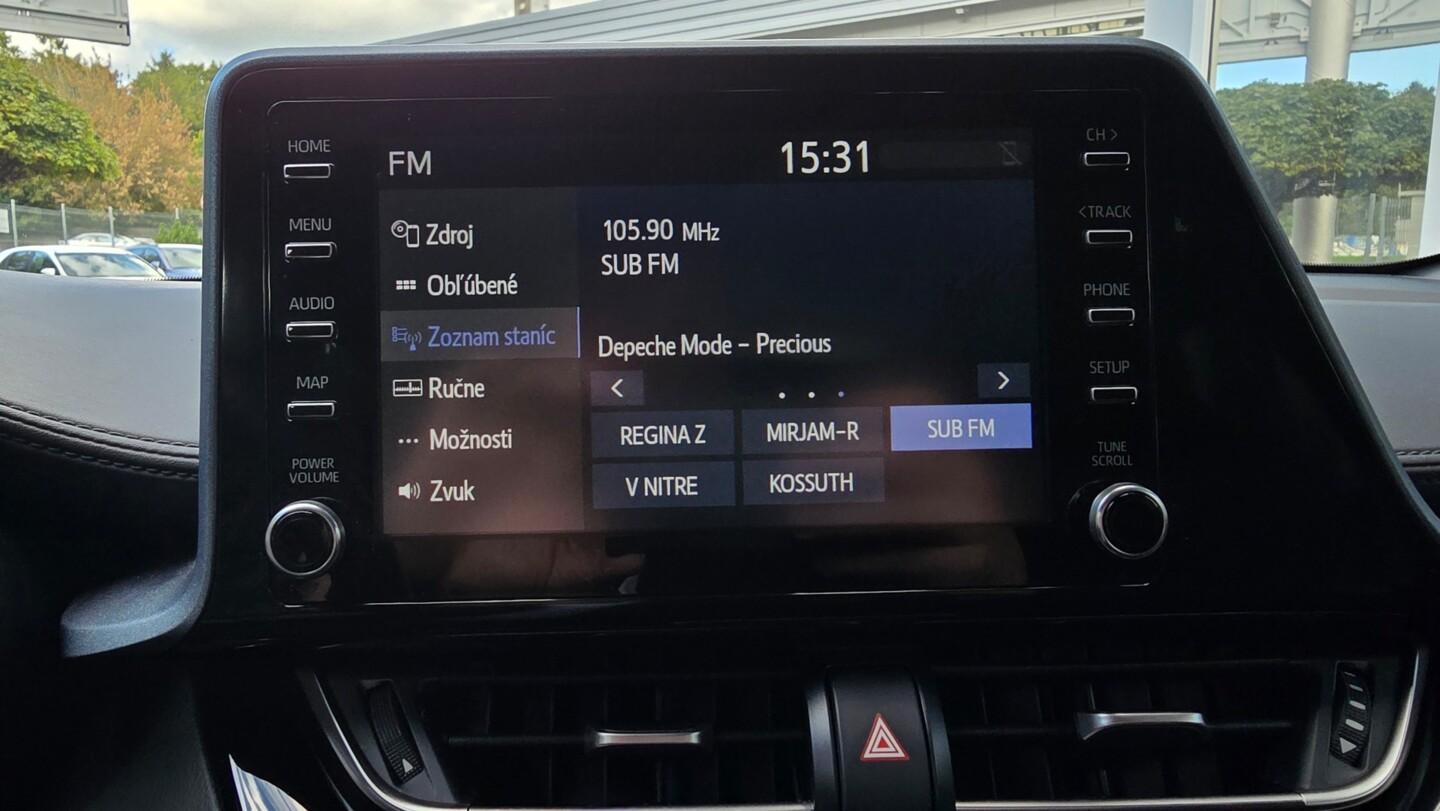 HOME
MENU
AUDIO
MAP
POWER
VOLUME
FM
15:31
Zdroj
Obľúbené
Zoznam staníc
Ručne
Možnosti
Zvuk
105.90 MHz
SUB FM
Depeche Mode – Precious
<
>
REGINA Z
MIRJAM-R
SUB FM
V NITRE
KOSSUTH
CH >
< TRACK
PHONE
SETUP
TUNE
SCROLL